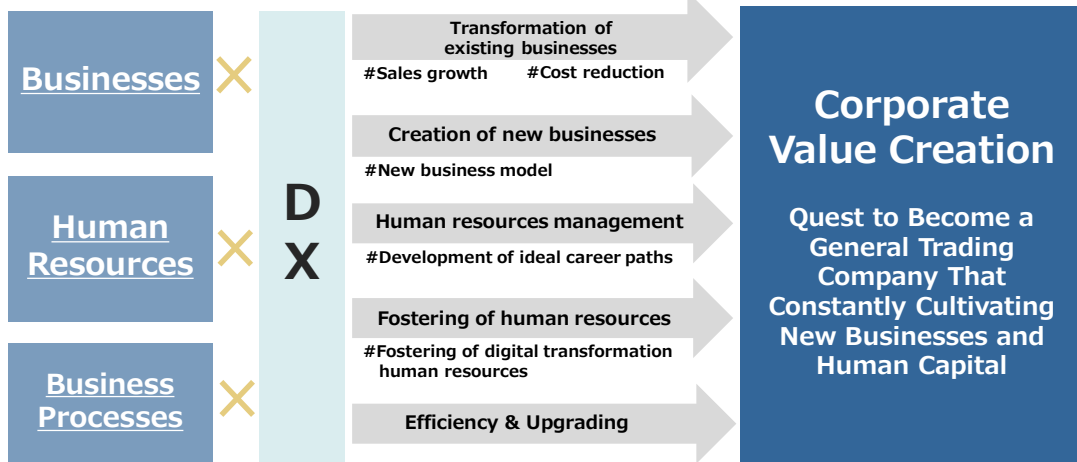 Businesses
×
Human
Resources
×
Business
Processes
×
D
X
Transformation of
existing businesses
#Sales growth #Cost reduction
Creation of new businesses
#New business model
Human resources management
#Development of ideal career paths
Fostering of human resources
#Fostering of digital transformation
human resources
Efficiency & Upgrading
Corporate
Value Creation
Quest to Become a
General Trading
Company That
Constantly Cultivating
New Businesses and
Human Capital